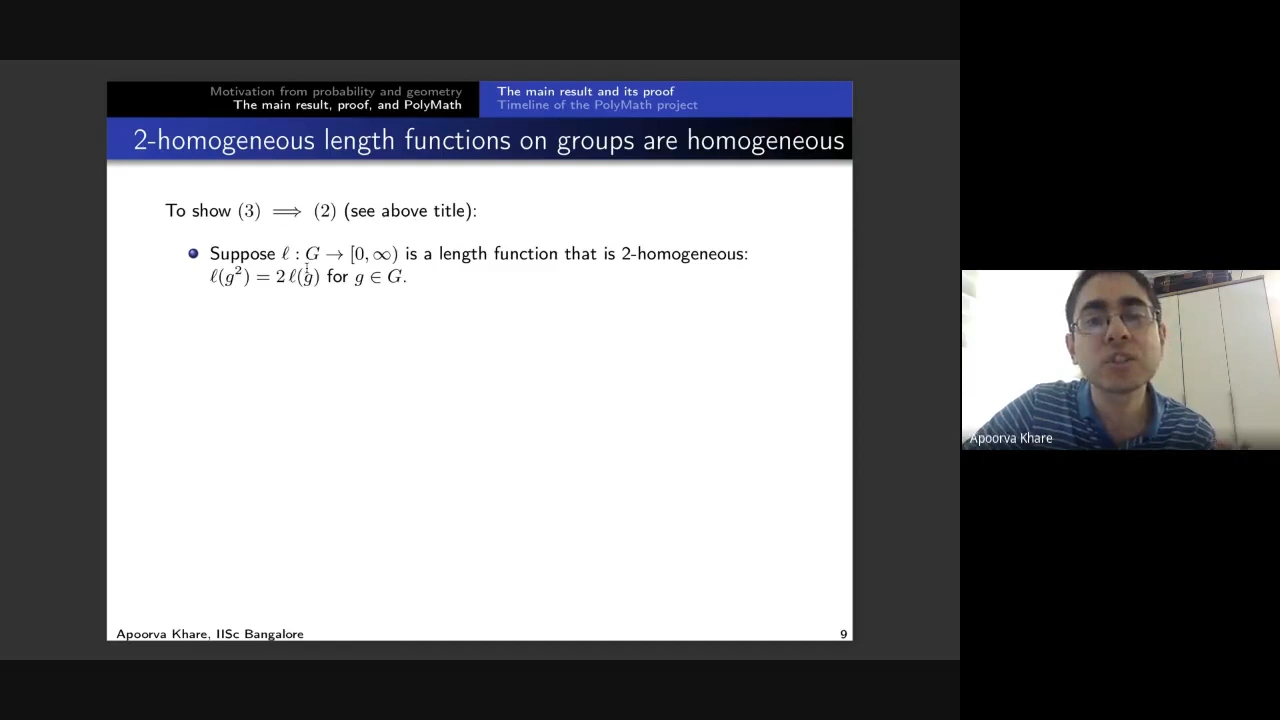 Motivation from probability and geometry
The main result, proof, and PolyMath
The main result and its proof
Timeline of the PolyMath project
2-homogeneous length functions on groups are homogeneous
To show (3) ⟹ (2) (see above title):
Suppose ℓ : G → [0, ∞) is a length function that is 2-homogeneous:
ℓ(g²) = 2 ℓ(g) for g ∈ G.
Apoorva Khare, IISc Bangalore
9
Apoorva Khare